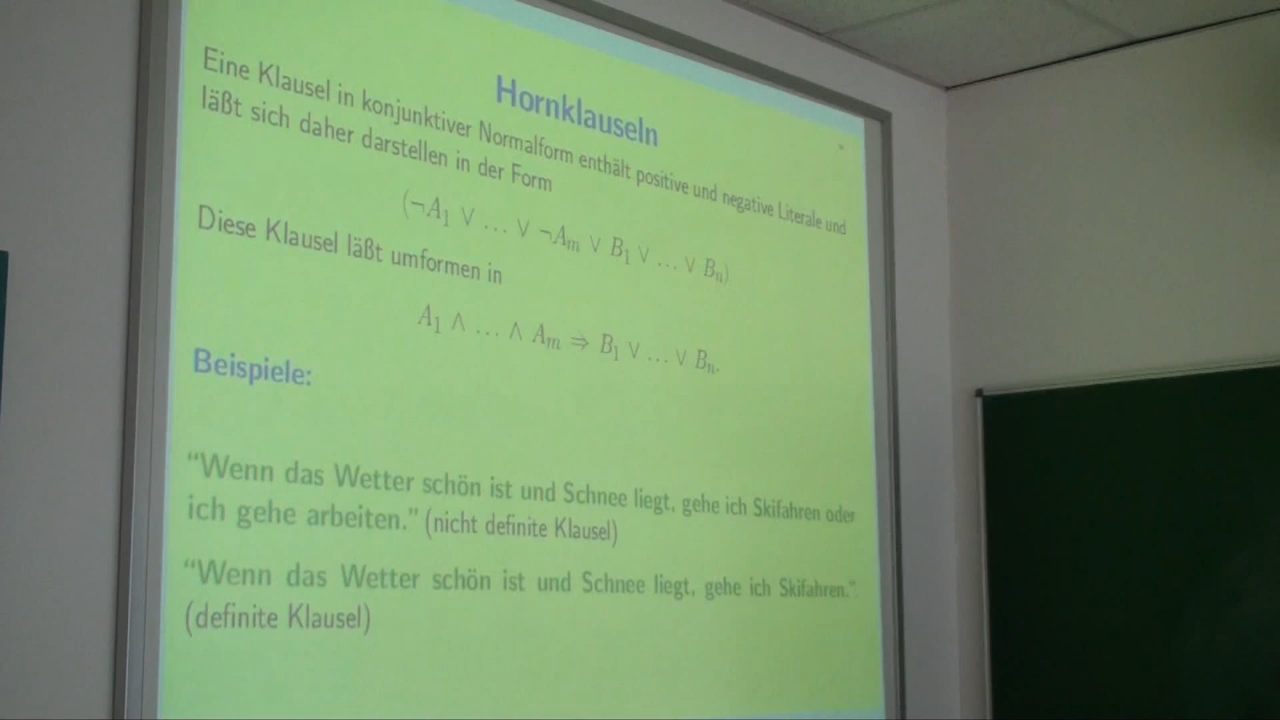 Hornklauseln
Eine Klausel in konjunktiver Normalform enthält positive und negative Literale und
läßt sich daher darstellen in der Form
(¬A₁ ∨ … ∨ ¬Aₘ ∨ B₁ ∨ … ∨ Bₙ)
Diese Klausel läßt umformen in
A₁ ∧ … ∧ Aₘ ⇒ B₁ ∨ … ∨ Bₙ.
Beispiele:
“Wenn das Wetter schön ist und Schnee liegt, gehe ich Skifahren oder
ich gehe arbeiten.” (nicht definite Klausel)
“Wenn das Wetter schön ist und Schnee liegt, gehe ich Skifahren.”
(definite Klausel)